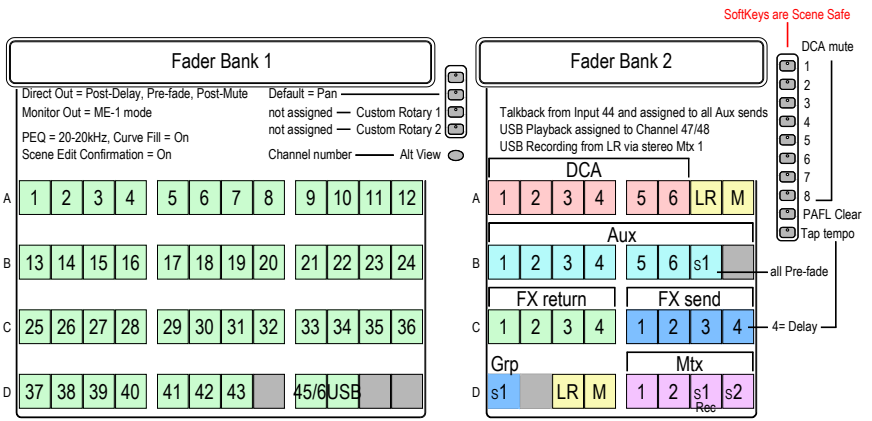 SoftKeys are Scene Safe
Fader Bank 1
Fader Bank 2
DCA mute
1
2
3
4
5
6
7
8
PAFL Clear
Tap tempo
Direct Out = Post-Delay, Pre-fade, Post-Mute
Default = Pan
Monitor Out = ME-1 mode
not assigned — Custom Rotary 1
not assigned — Custom Rotary 2
PEQ = 20-20kHz, Curve Fill = On
Scene Edit Confirmation = On
Channel number — Alt View
Talkback from Input 44 and assigned to all Aux sends
USB Playback assigned to Channel 47/48
USB Recording from LR via stereo Mtx 1
A 1 2 3 4 5 6 7 8 9 10 11 12
B 13 14 15 16 17 18 19 20 21 22 23 24
C 25 26 27 28 29 30 31 32 33 34 35 36
D 37 38 39 40 41 42 43 45/6 USB
DCA
A 1 2 3 4 5 6 LR M
Aux
B 1 2 3 4 5 6 s1
all Pre-fade
FX return FX send
C 1 2 3 4 1 2 3 4
4= Delay
Grp Mtx
D s1 LR M 1 2 s1 s2
Rec